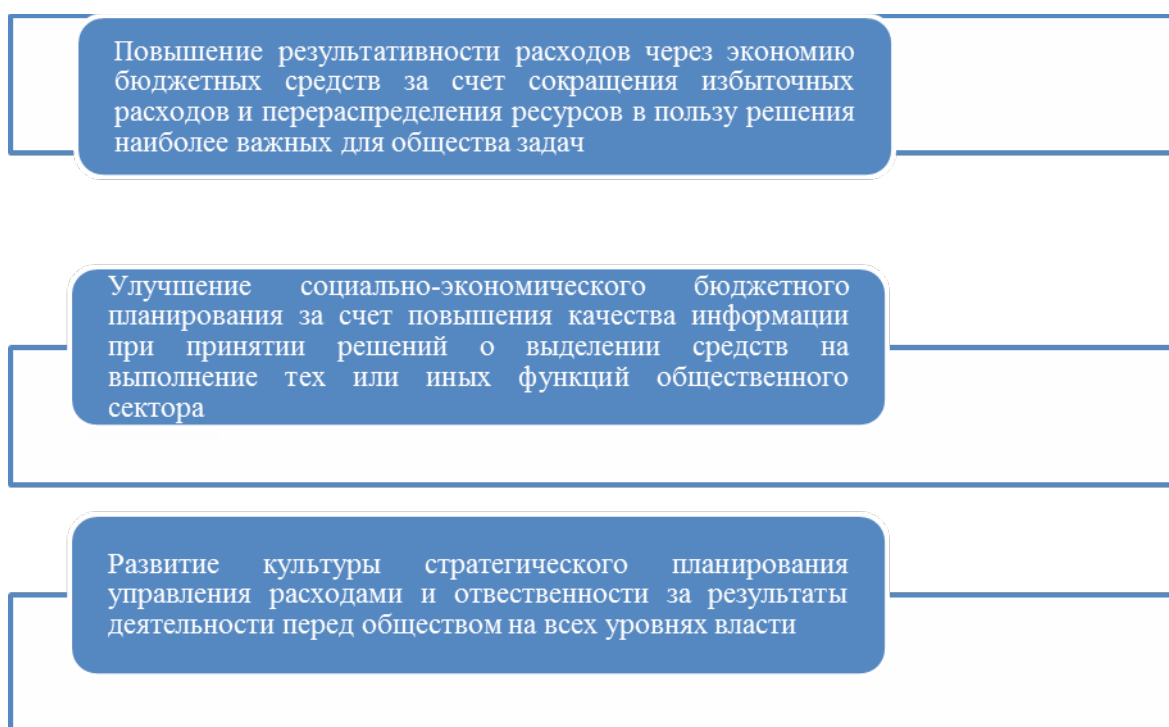 Повышение результативности расходов через экономию
бюджетных средств за счет сокращения избыточных
расходов и перераспределения ресурсов в пользу решения
наиболее важных для общества задач
Улучшение социально-экономического бюджетного
планирования за счет повышения качества информации
при принятии решений о выделении средств на
выполнение тех или иных функций общественного
сектора
Развитие культуры стратегического планирования
управления расходами и отвественности за результаты
деятельности перед обществом на всех уровнях власти